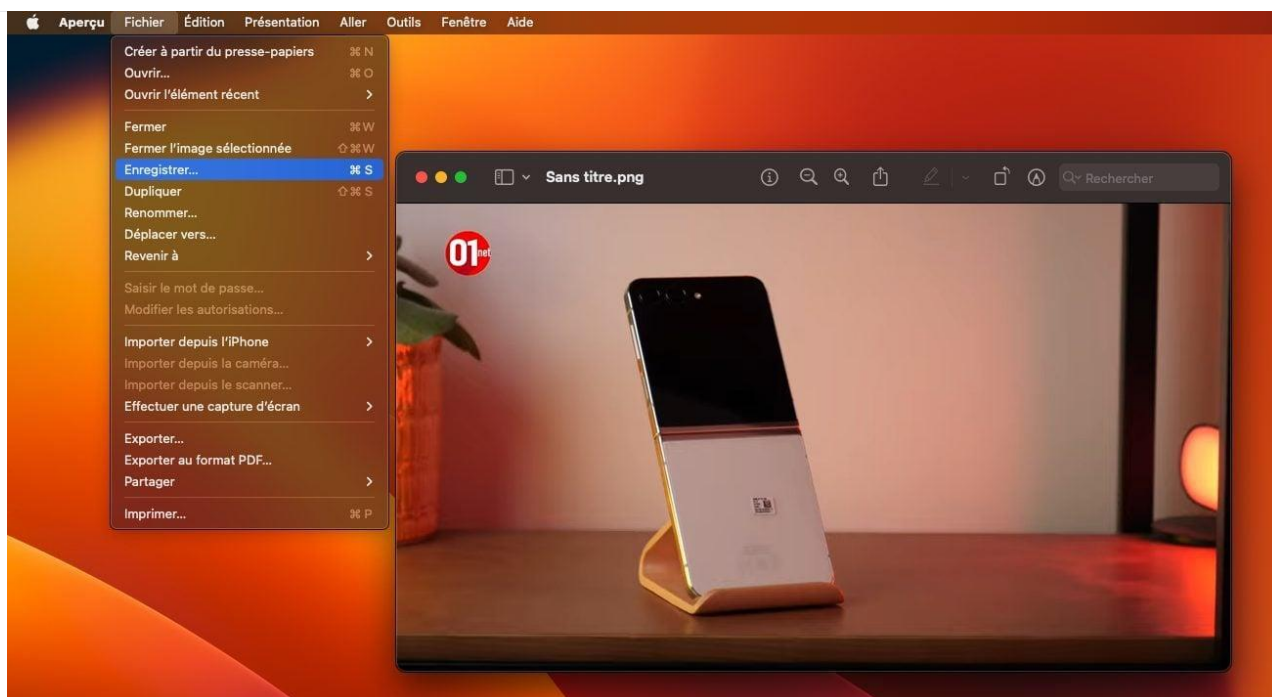 Aperçu Fichier Édition Présentation Aller Outils Fenêtre Aide
Créer à partir du presse-papiers ⌘ N
Ouvrir... ⌘ O
Ouvrir l'élément récent >
Fermer ⌘ W
Fermer l'image sélectionnée ⇧ ⌘ W
Enregistrer... ⌘ S
Dupliquer ⇧ ⌘ S
Renommer...
Déplacer vers...
Revenir à >
Saisir le mot de passe...
Modifier les autorisations...
Importer depuis l'iPhone >
Importer depuis la caméra...
Importer depuis le scanner...
Effectuer une capture d'écran >
Exporter...
Exporter au format PDF...
Partager >
Imprimer... ⌘ P
Sans titre.png Rechercher
01net